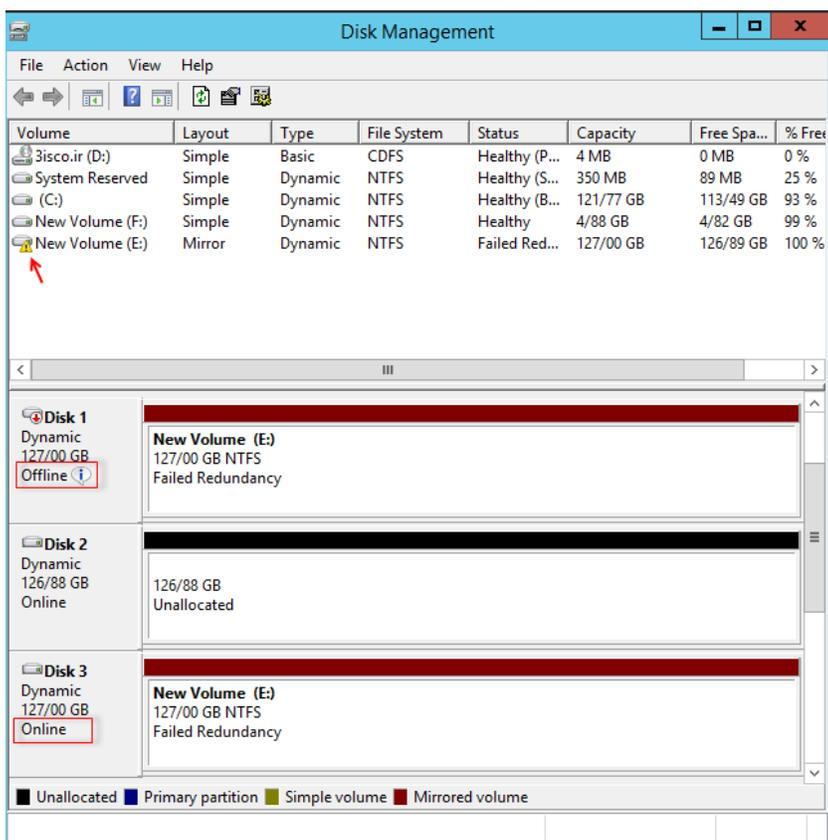 Disk Management
File Action View Help
Volume Layout Type File System Status Capacity Free Spa... % Free
3isco.ir (D:) Simple Basic CDFS Healthy (P... 4 MB 0 MB 0 %
System Reserved Simple Dynamic NTFS Healthy (S... 350 MB 89 MB 25 %
(C:) Simple Dynamic NTFS Healthy (B... 121/77 GB 113/49 GB 93 %
New Volume (F:) Simple Dynamic NTFS Healthy 4/88 GB 4/82 GB 99 %
New Volume (E:) Mirror Dynamic NTFS Failed Red... 127/00 GB 126/89 GB 100 %
Disk 1
Dynamic
127/00 GB
Offline
New Volume (E:)
127/00 GB NTFS
Failed Redundancy
Disk 2
Dynamic
126/88 GB
Online
126/88 GB
Unallocated
Disk 3
Dynamic
127/00 GB
Online
New Volume (E:)
127/00 GB NTFS
Failed Redundancy
Unallocated Primary partition Simple volume Mirrored volume